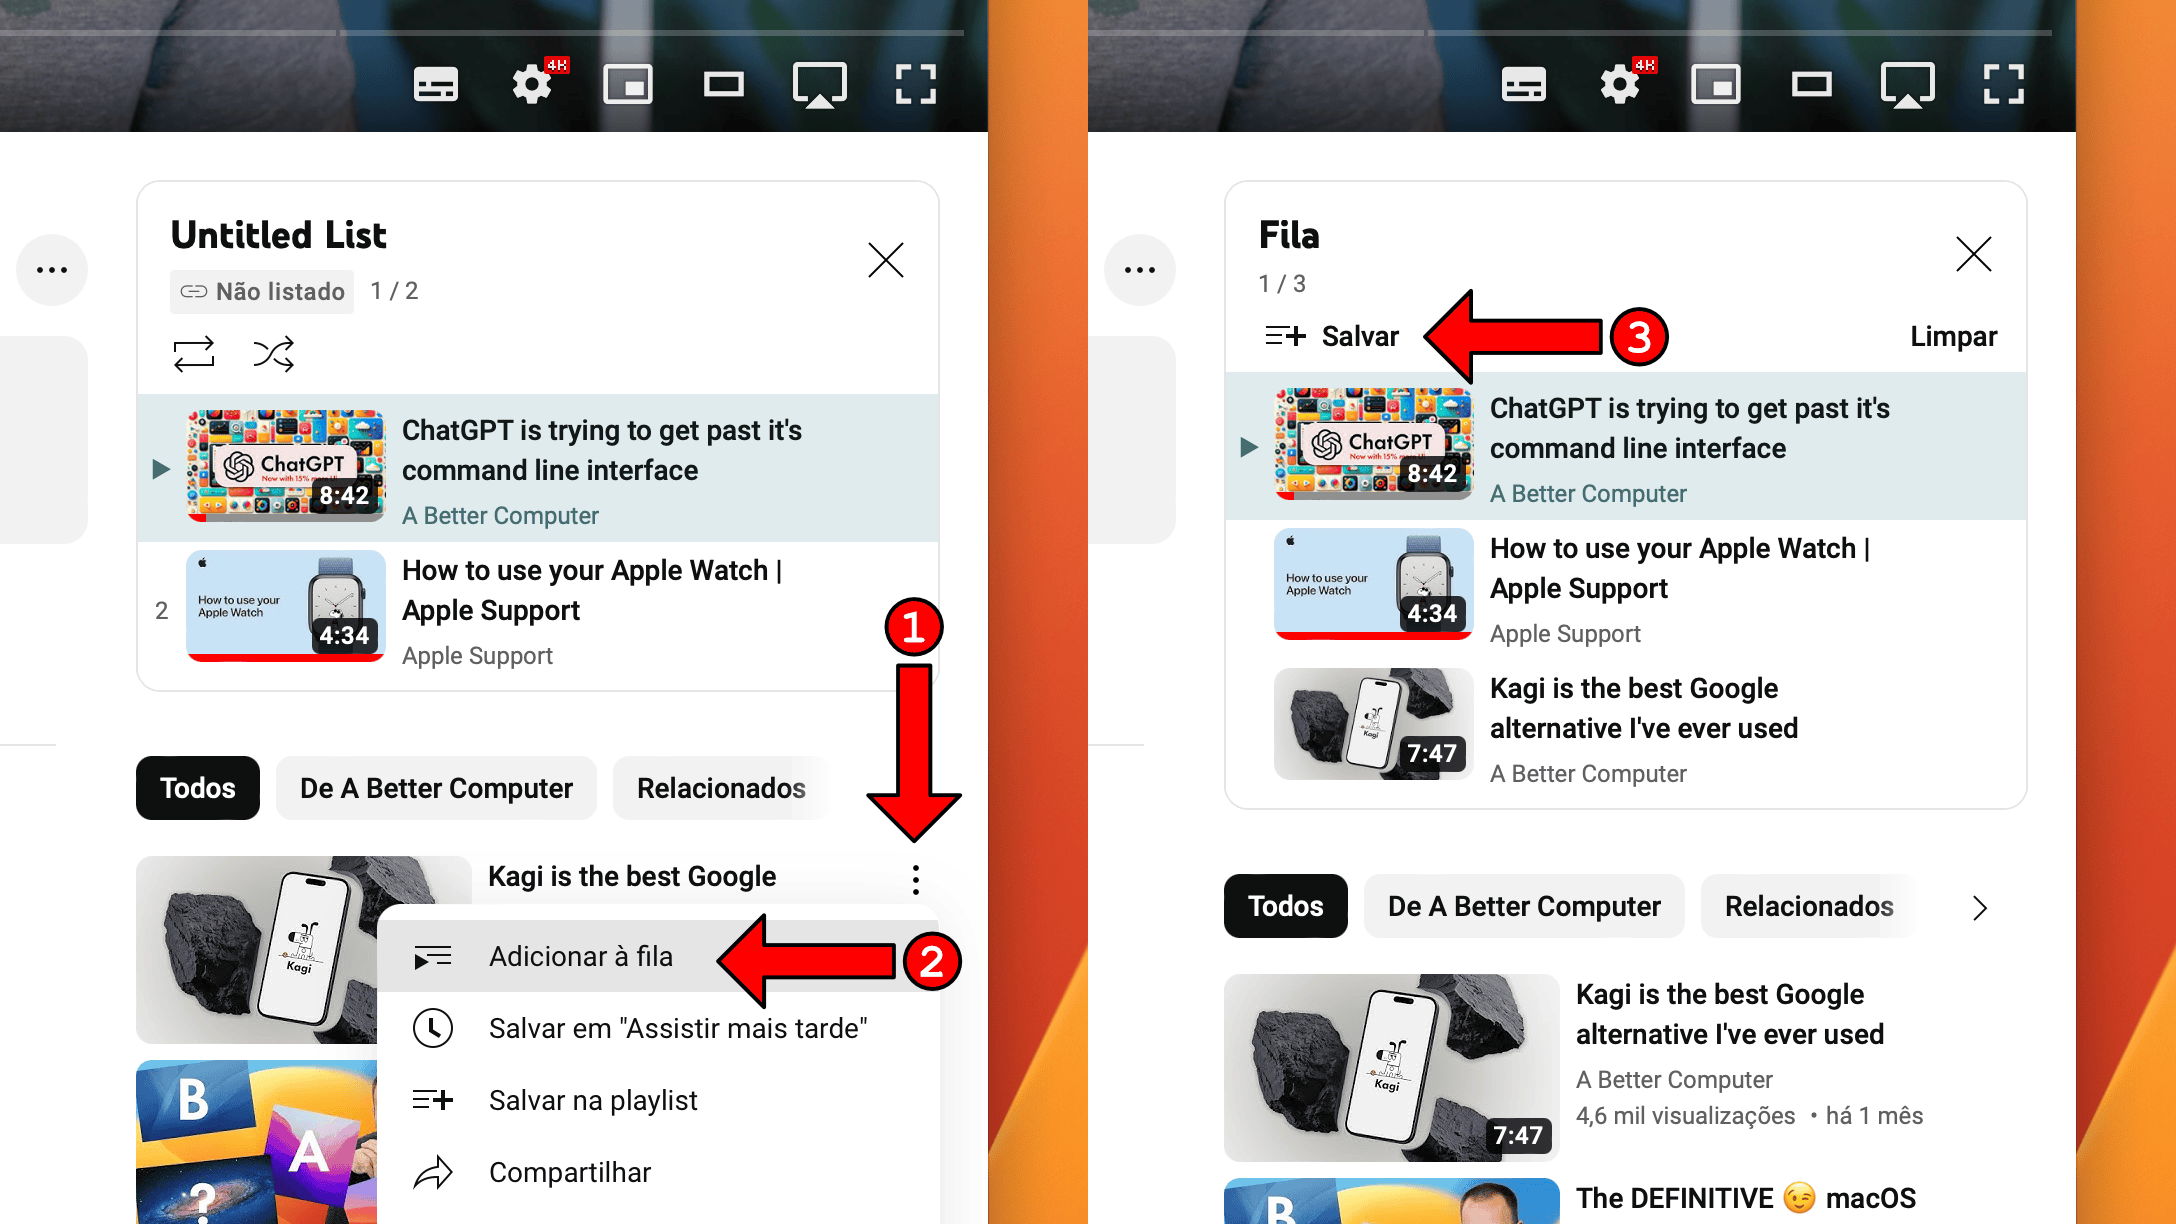 4K
Untitled List
Não listado 1 / 2
ChatGPT
Now with 15% more UI
8:42
ChatGPT is trying to get past it's
command line interface
A Better Computer
2
How to use your
Apple Watch
4:34
How to use your Apple Watch |
Apple Support
Apple Support
1
Todos
De A Better Computer
Relacionados
Kagi
Kagi is the best Google
Adicionar à fila
2
Salvar em "Assistir mais tarde"
Salvar na playlist
Compartilhar
B
A
?
4K
Fila
1 / 3
Salvar
3
Limpar
ChatGPT
Now with 15% more UI
8:42
ChatGPT is trying to get past it's
command line interface
A Better Computer
How to use your
Apple Watch
4:34
How to use your Apple Watch |
Apple Support
Apple Support
Kagi
7:47
Kagi is the best Google
alternative I've ever used
A Better Computer
Todos
De A Better Computer
Relacionados
Kagi
7:47
Kagi is the best Google
alternative I've ever used
A Better Computer
4,6 mil visualizações • há 1 mês
B
The DEFINITIVE 😉 macOS